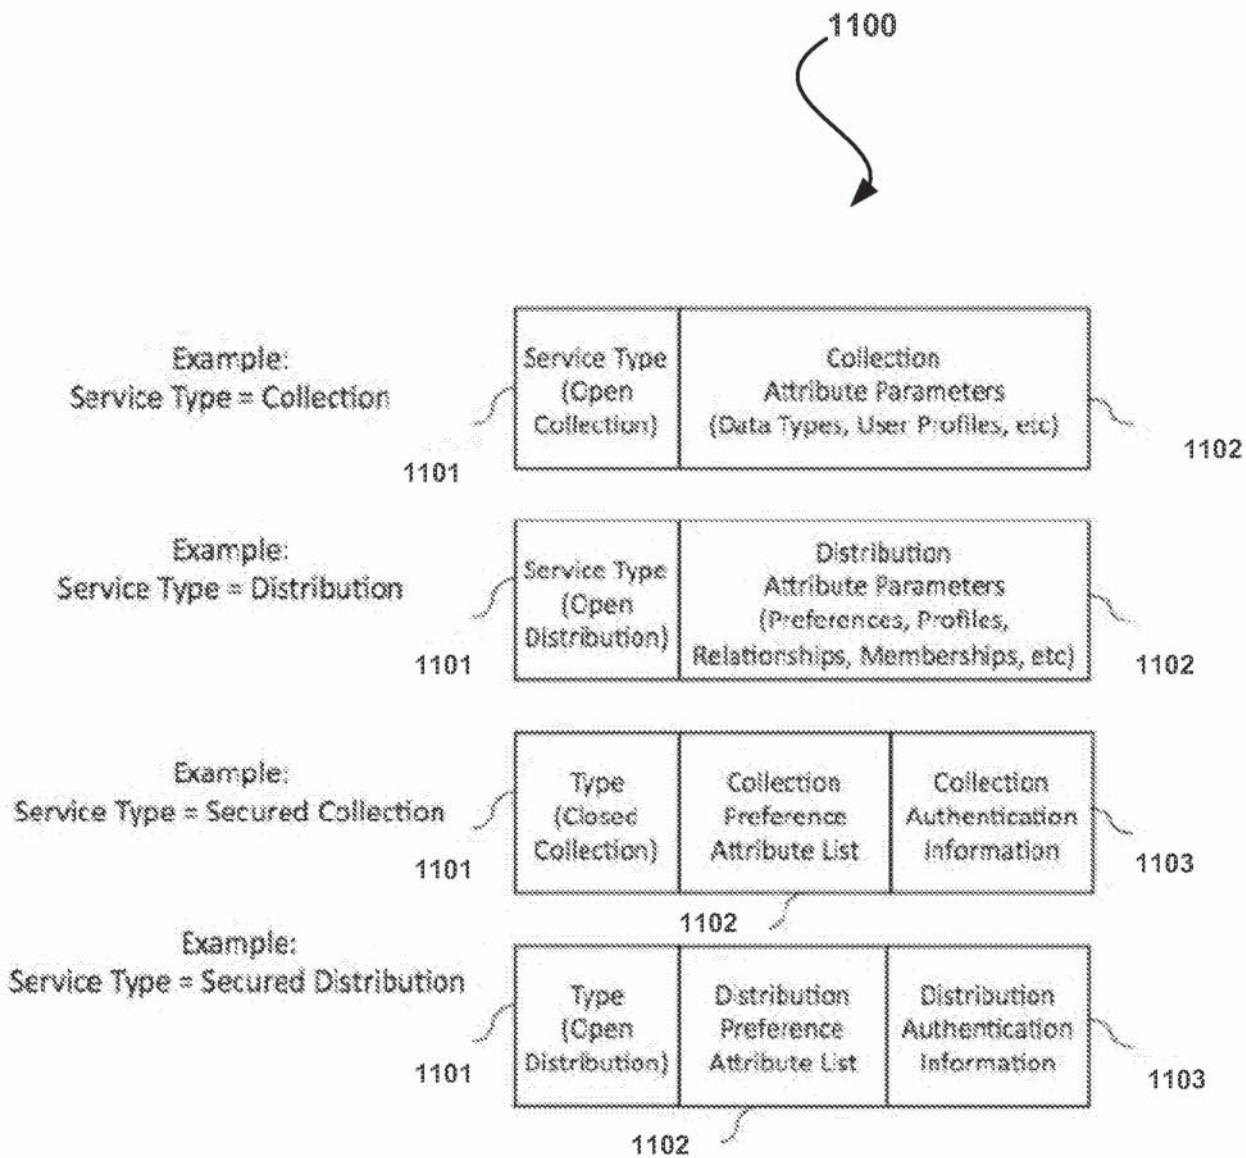 1100
Example:
Service Type = Collection
Service Type
(Open
Collection)
Collection
Attribute Parameters
(Data Types, User Profiles, etc)
1101
1102
Example:
Service Type = Distribution
Service Type
(Open
Distribution)
Distribution
Attribute Parameters
(Preferences, Profiles,
Relationships, Memberships, etc)
1101
1102
Example:
Service Type = Secured Collection
Type
(Closed
Collection)
Collection
Preference
Attribute List
Collection
Authentication
Information
1101
1102
1103
Example:
Service Type = Secured Distribution
Type
(Open
Distribution)
Distribution
Preference
Attribute List
Distribution
Authentication
Information
1101
1102
1103